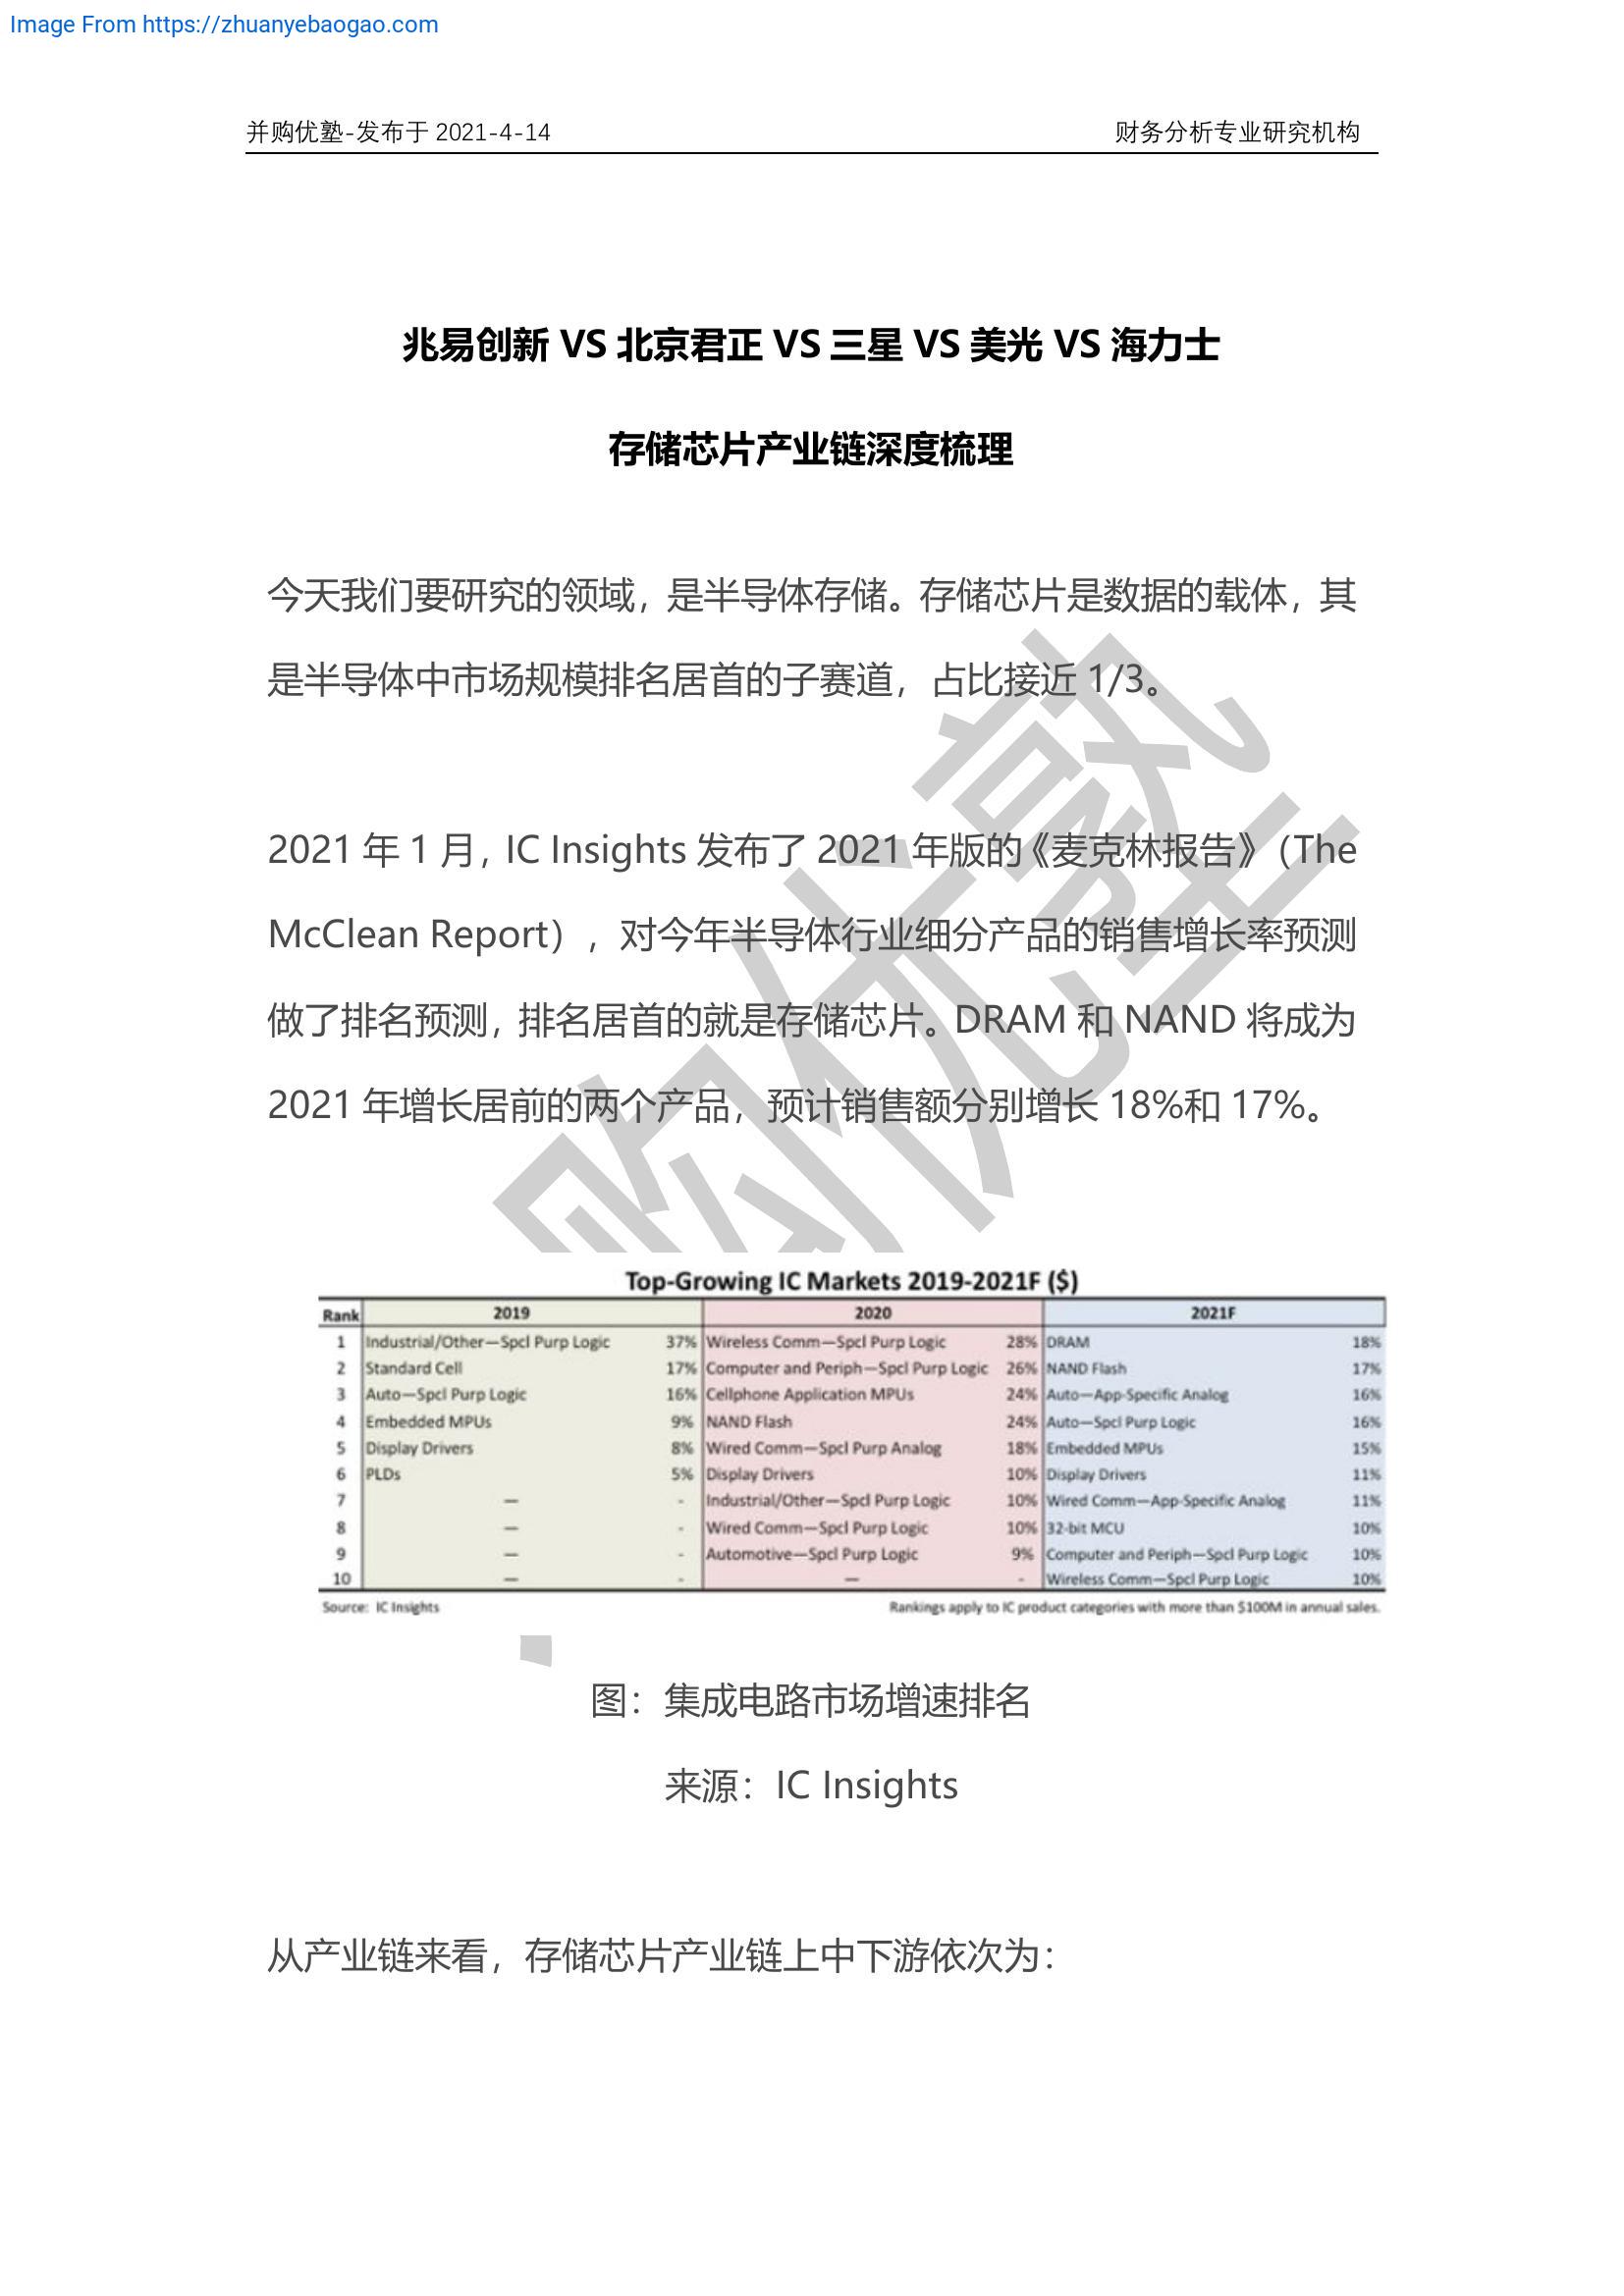 Image From https://zhuanyebaogao.com
并购优塾-发布于 2021-4-14 财务分析专业研究机构
兆易创新 VS 北京君正 VS 三星 VS 美光 VS 海力士
存储芯片产业链深度梳理
今天我们要研究的领域，是半导体存储。存储芯片是数据的载体，其
是半导体中市场规模排名居首的子赛道，占比接近 1/3。
2021 年 1 月，IC Insights 发布了 2021 年版的《麦克林报告》（The
McClean Report），对今年半导体行业细分产品的销售增长率预测
做了排名预测，排名居首的就是存储芯片。DRAM 和 NAND 将成为
2021 年增长居前的两个产品，预计销售额分别增长 18%和 17%。
购优塾
Top-Growing IC Markets 2019-2021F ($)
Rank 2019 2020 2021F
1 Industrial/Other—Spcl Purp Logic 37% Wireless Comm—Spcl Purp Logic 28% DRAM 18%
2 Standard Cell 17% Computer and Periph—Spcl Purp Logic 26% NAND Flash 17%
3 Auto—Spcl Purp Logic 16% Cellphone Application MPUs 24% Auto—App-Specific Analog 16%
4 Embedded MPUs 9% NAND Flash 24% Auto—Spcl Purp Logic 16%
5 Display Drivers 8% Wired Comm—Spcl Purp Analog 18% Embedded MPUs 15%
6 PLDs 5% Display Drivers 10% Display Drivers 11%
7 — - Industrial/Other—Spcl Purp Logic 10% Wired Comm—App-Specific Analog 11%
8 — - Wired Comm—Spcl Purp Logic 10% 32-bit MCU 10%
9 — - Automotive—Spcl Purp Logic 9% Computer and Periph—Spcl Purp Logic 10%
10 — - — - Wireless Comm—Spcl Purp Logic 10%
Source: IC Insights Rankings apply to IC product categories with more than $100M in annual sales.
图：集成电路市场增速排名
来源：IC Insights
从产业链来看，存储芯片产业链上中下游依次为：